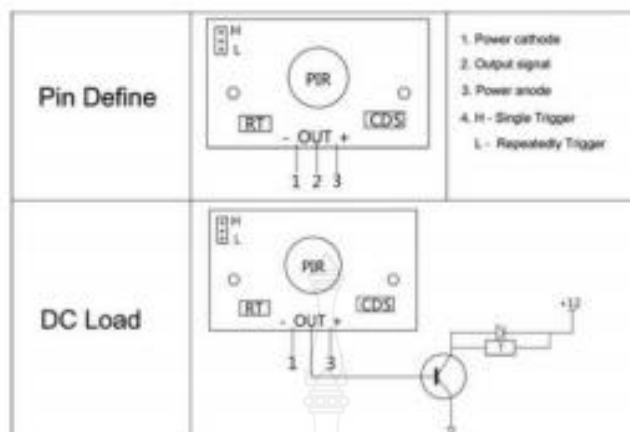 Pin Define
H
L
PIR
RT
CDS
- OUT +
1 2 3
1. Power cathode
2. Output signal
3. Power anode
4. H - Single Trigger
L - Repeatedly Trigger
DC Load
H
L
PIR
RT
CDS
- OUT +
1 3
+12